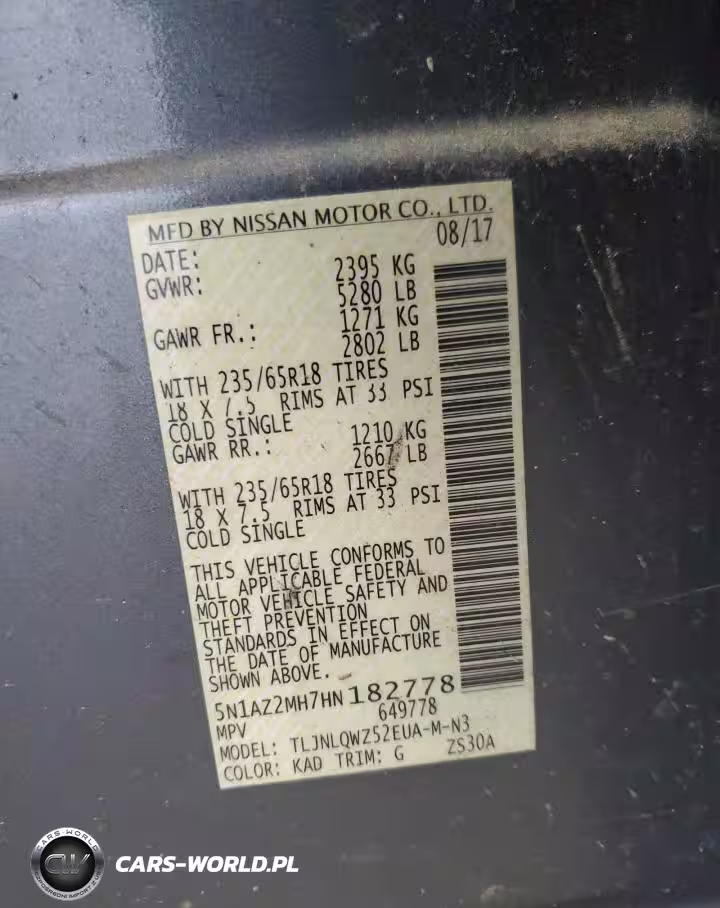 MFD BY NISSAN MOTOR CO., LTD.
DATE: 08/17
GVWR: 2395 KG
5280 LB
GAWR FR.: 1271 KG
2802 LB
WITH 235/65R18 TIRES
18 X 7.5 RIMS AT 33 PSI
COLD SINGLE
GAWR RR.: 1210 KG
2667 LB
WITH 235/65R18 TIRES
18 X 7.5 RIMS AT 33 PSI
COLD SINGLE
THIS VEHICLE CONFORMS TO
ALL APPLICABLE FEDERAL
MOTOR VEHICLE SAFETY AND
THEFT PREVENTION
STANDARDS IN EFFECT ON
THE DATE OF MANUFACTURE
SHOWN ABOVE.
5N1AZ2MH7HN182778
MPV 649778
MODEL: TLJNLQWZ52EUA-M-N3
COLOR: KAD TRIM: G ZS30A
CARS-WORLD
CW
CARS-WORLD.PL